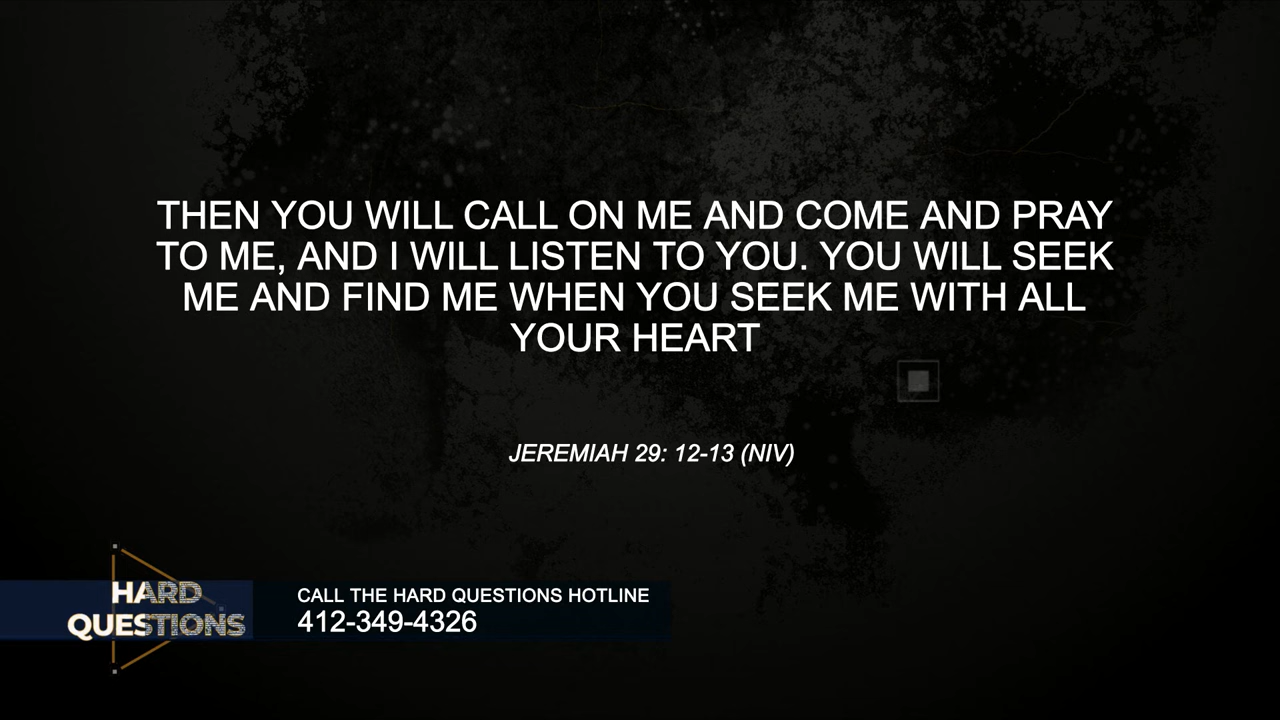 THEN YOU WILL CALL ON ME AND COME AND PRAY
TO ME, AND I WILL LISTEN TO YOU. YOU WILL SEEK
ME AND FIND ME WHEN YOU SEEK ME WITH ALL
YOUR HEART
JEREMIAH 29: 12-13 (NIV)
HARD
QUESTIONS
CALL THE HARD QUESTIONS HOTLINE
412-349-4326